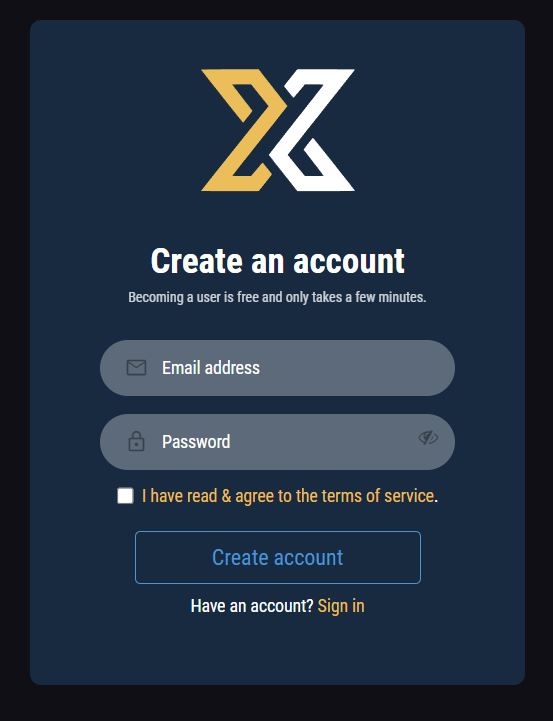 Create an account
Becoming a user is free and only takes a few minutes.
Email address
Password
I have read & agree to the terms of service.
Create account
Have an account? Sign in